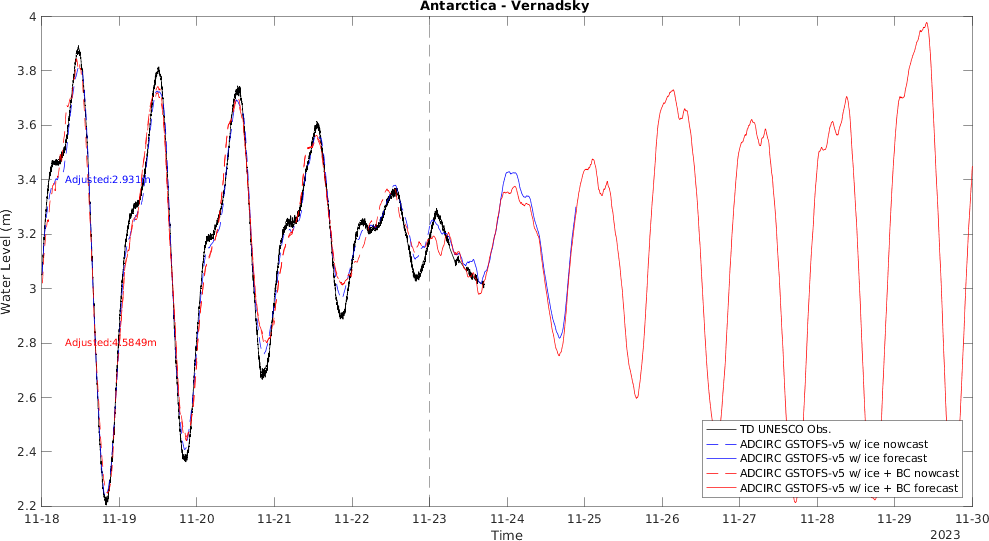 Antarctica - Vernadsky
4
3.8
3.6
3.4
3.2
3
2.8
2.6
2.4
2.2
Water Level (m)
Adjusted:2.931m
Adjusted:4.5849m
TD UNESCO Obs.
ADCIRC GSTOFS-v5 w/ ice nowcast
ADCIRC GSTOFS-v5 w/ ice forecast
ADCIRC GSTOFS-v5 w/ ice + BC nowcast
ADCIRC GSTOFS-v5 w/ ice + BC forecast
11-18 11-19 11-20 11-21 11-22 11-23 11-24 11-25 11-26 11-27 11-28 11-29 11-30
Time
2023